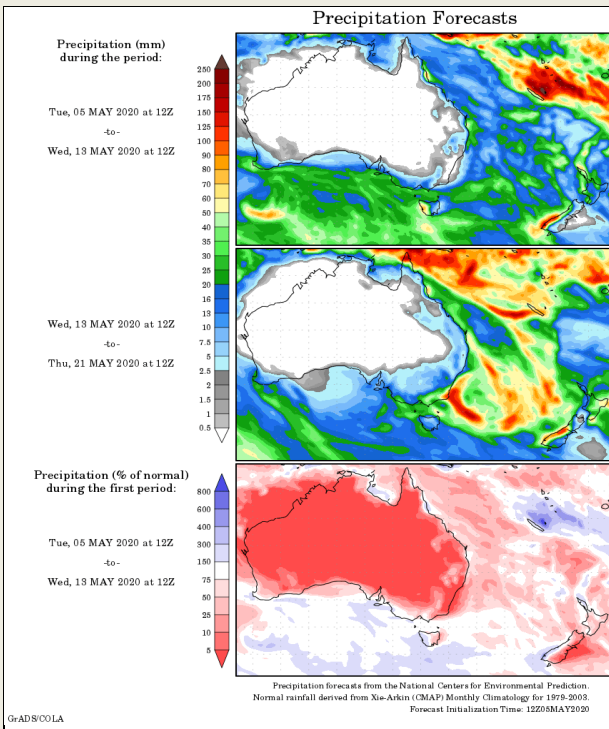 Precipitation Forecasts
Precipitation (mm)
during the period:
Tue, 05 MAY 2020 at 12Z
-to-
Wed, 13 MAY 2020 at 12Z
250
200
175
150
125
100
90
80
70
60
50
40
35
30
25
20
16
13
10
7.5
5
2.5
2
1.5
1
0.5
Wed, 13 MAY 2020 at 12Z
-to-
Thu, 21 MAY 2020 at 12Z
Precipitation (% of normal)
during the first period:
Tue, 05 MAY 2020 at 12Z
-to-
Wed, 13 MAY 2020 at 12Z
800
600
400
300
150
75
50
25
10
5
Precipitation forecasts from the National Centers for Environmental Prediction.
Normal rainfall derived from Xie-Arkin (CMAP) Monthly Climatology for 1979-2003.
Forecast Initialization Time: 12Z05MAY2020
GrADS/COLA